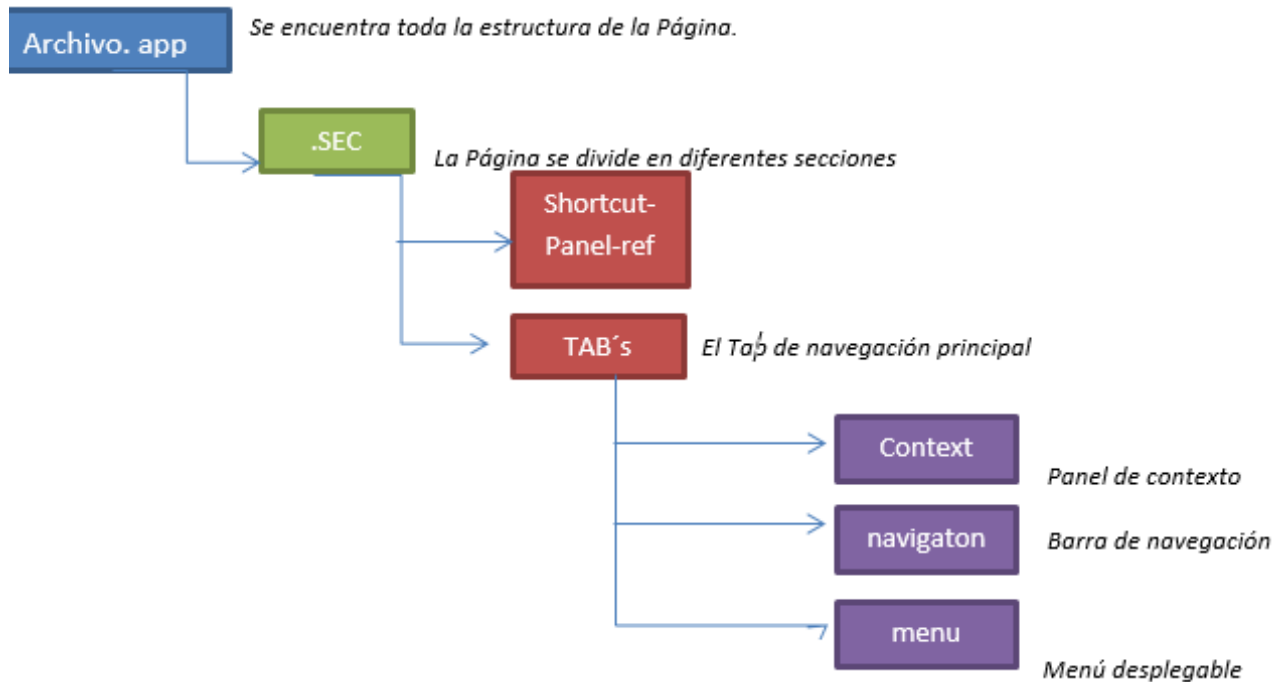 Archivo. app
Se encuentra toda la estructura de la Página.
.SEC
La Página se divide en diferentes secciones
Shortcut-
Panel-ref
TAB´s
El Tab de navegación principal
Context
Panel de contexto
navigaton
Barra de navegación
menu
Menú desplegable